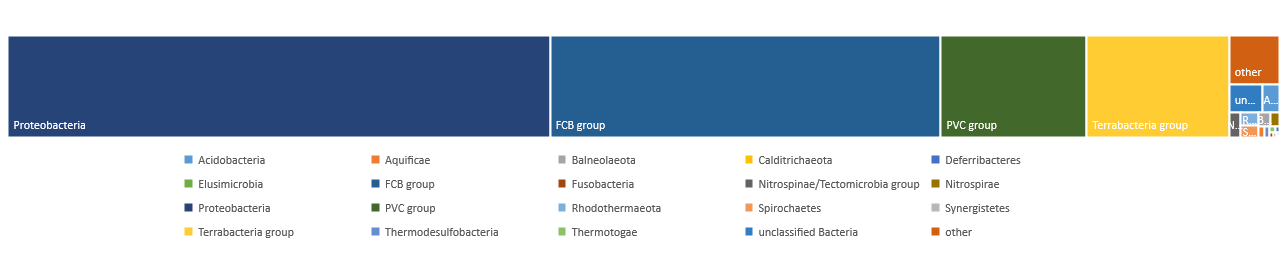 other
un... A...
N... R... B...
S...
Proteobacteria FCB group PVC group Terrabacteria group
Acidobacteria Aquificae Balneolaeota Calditrichaeota Deferribacteres
Elusimicrobia FCB group Fusobacteria Nitrospinae/Tectomicrobia group Nitrospirae
Proteobacteria PVC group Rhodothermaeota Spirochaetes Synergistetes
Terrabacteria group Thermodesulfobacteria Thermotogae unclassified Bacteria other